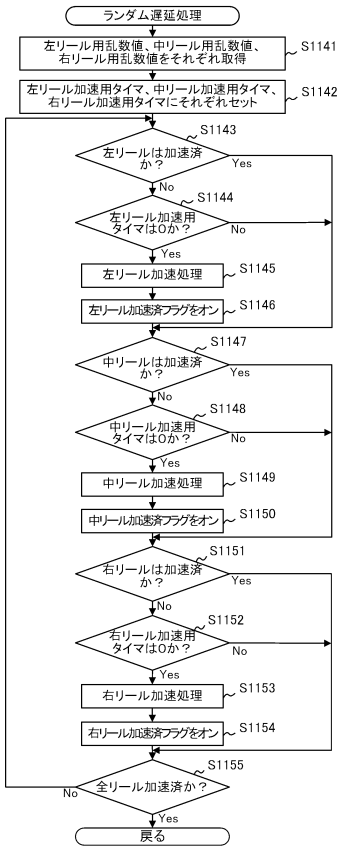 ランダム遅延処理
左リール用乱数値、中リール用乱数値、
右リール用乱数値をそれぞれ取得
S1141
左リール加速用タイマ、中リール加速用タイマ、
右リール加速用タイマにそれぞれセット
S1142
S1143
左リールは加速済
か？
Yes
No
S1144
左リール加速用
タイマは0か？
No
Yes
左リール加速処理
S1145
左リール加速済フラグをオン
S1146
S1147
中リールは加速済
か？
Yes
No
S1148
中リール加速用
タイマは0か？
No
Yes
中リール加速処理
S1149
中リール加速済フラグをオン
S1150
S1151
右リールは加速済
か？
Yes
No
S1152
右リール加速用
タイマは0か？
No
Yes
右リール加速処理
S1153
右リール加速済フラグをオン
S1154
S1155
全リール加速済か？
No
Yes
戻る